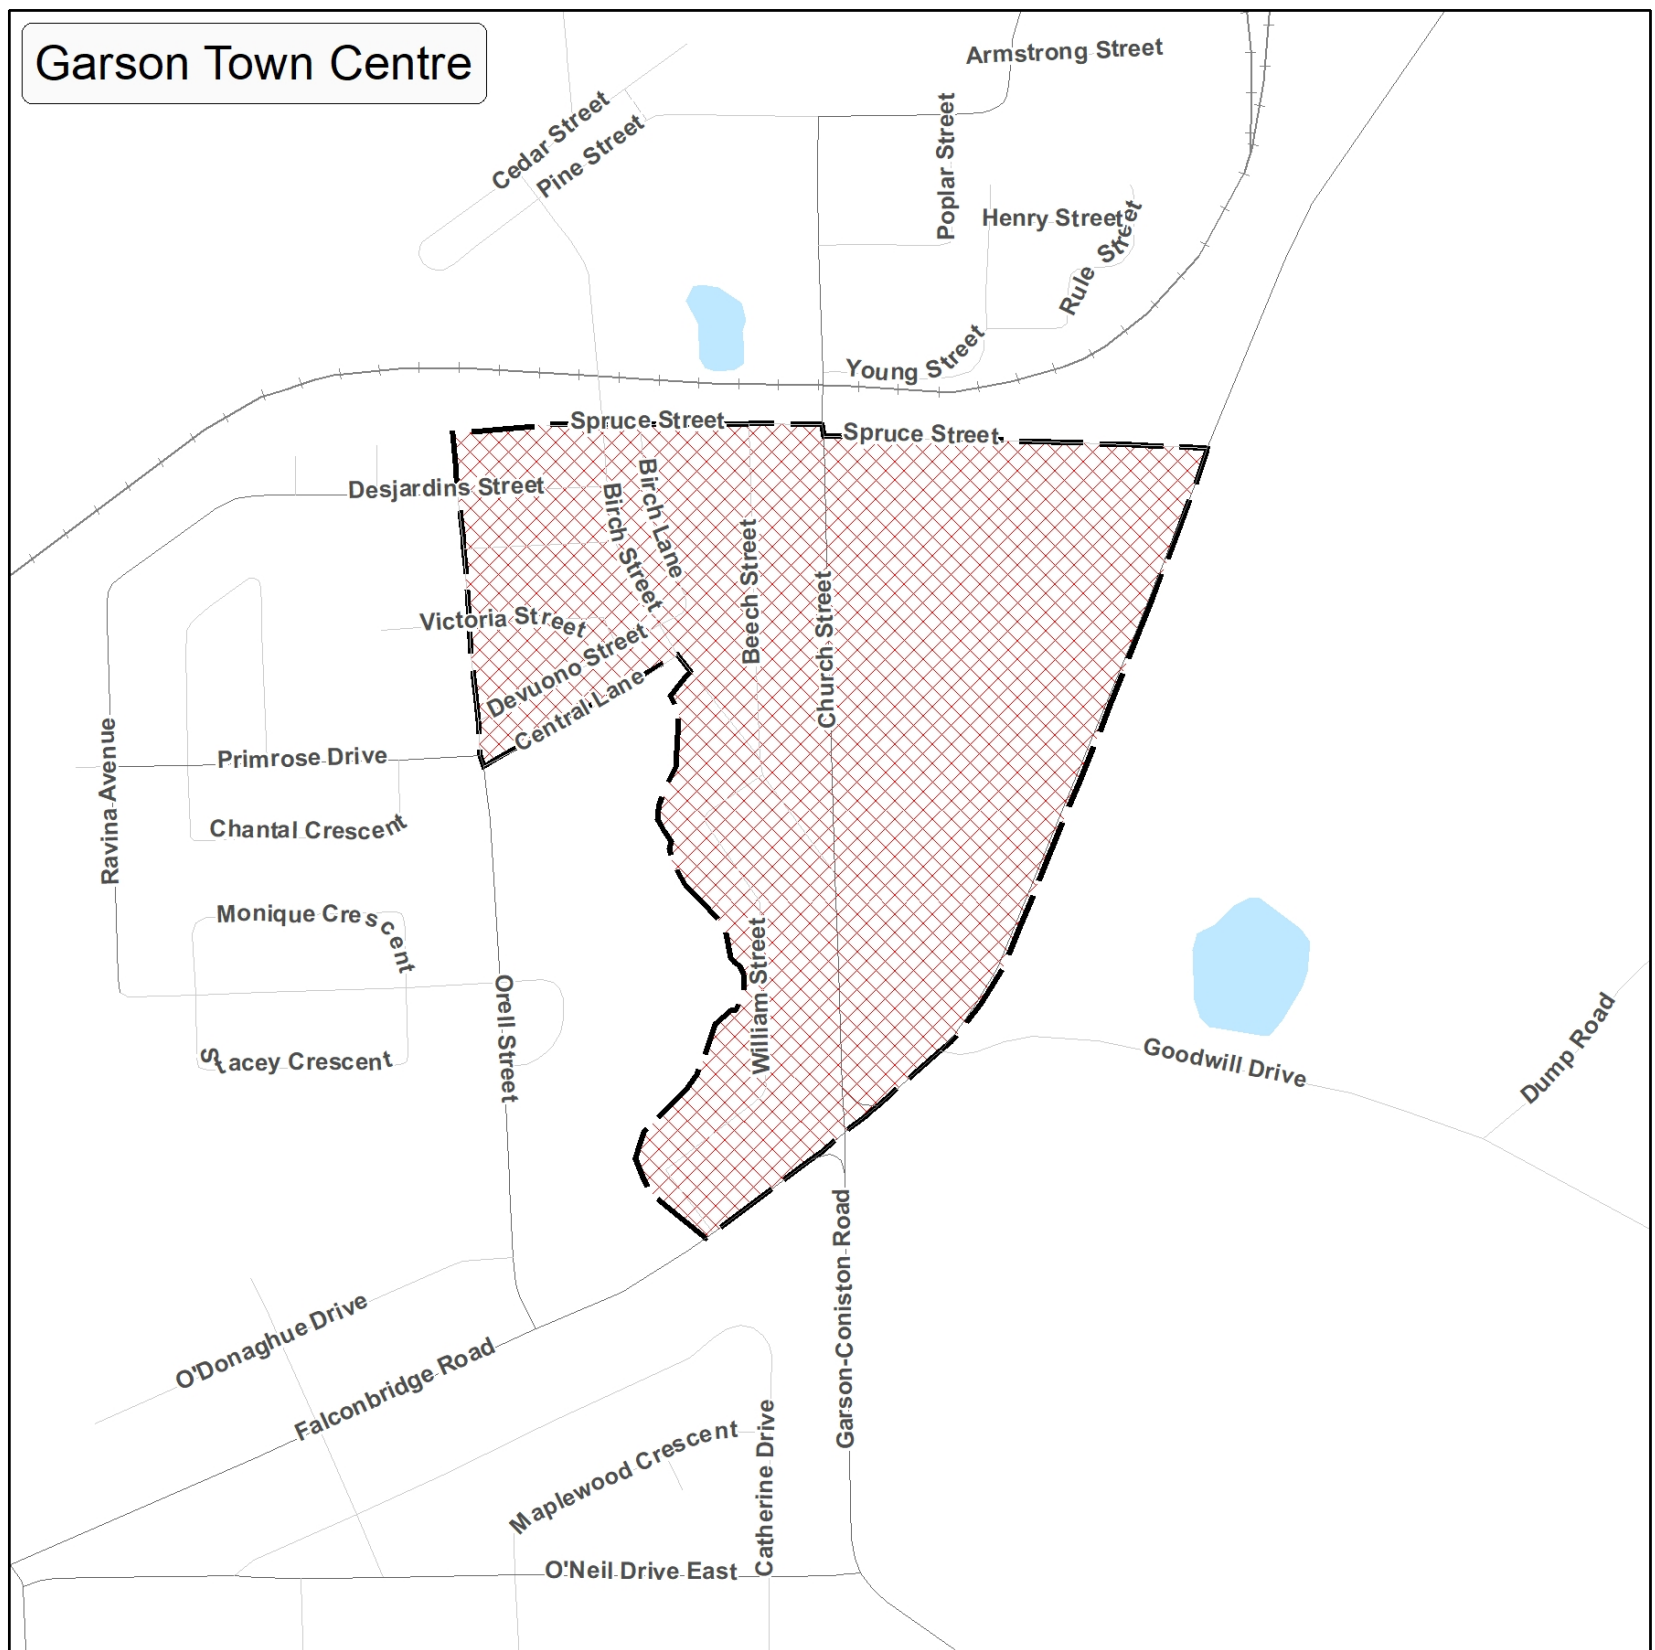 Garson Town Centre
Armstrong Street
Cedar Street
Pine Street
Poplar Street
Henry Street
Rule Street
Young Street
Spruce Street
Spruce Street
Desjardins Street
Birch Lane
Birch Street
Beech Street
Church Street
Victoria Street
Devuono Street
Central Lane
Ravina Avenue
Primrose Drive
Chantal Crescent
Monique Crescent
William Street
Orell Street
Stacey Crescent
Goodwill Drive
Dump Road
Garson-Coniston Road
O'Donaghue Drive
Falconbridge Road
Maplewood Crescent
Catherine Drive
O'Neil Drive East